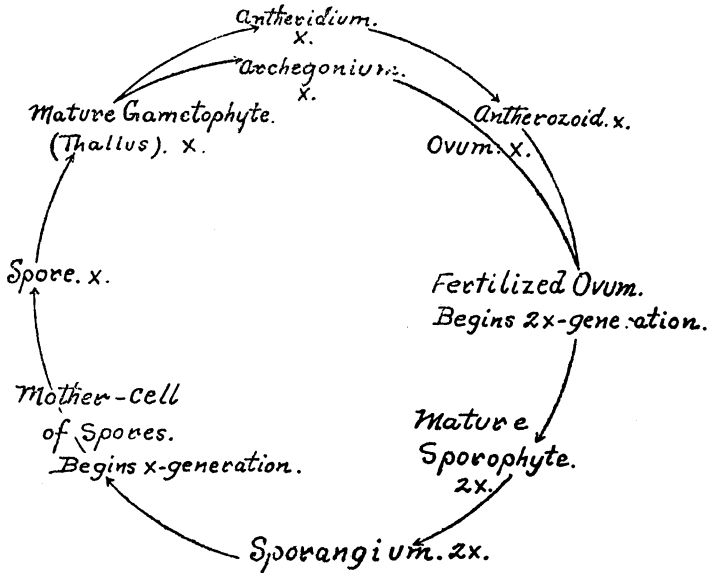 Antheridium.
x.
Archegonium.
x.
Mature Gametophyte.
(Thallus). x.
Antherozoid. x.
Ovum. x.
Spore. x.
Fertilized Ovum.
Begins 2x-generation.
Mother-cell
of Spores.
Begins x-generation.
Mature
Sporophyte.
2x.
Sporangium. 2x.